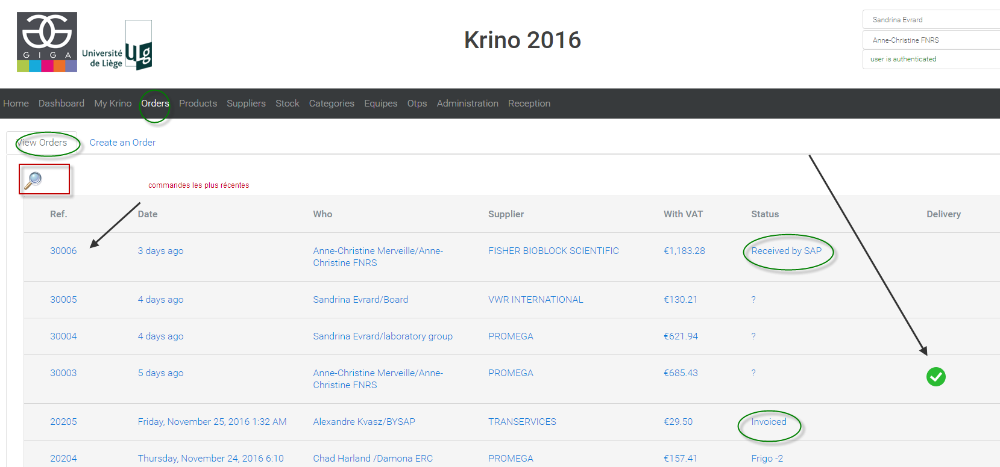 GIGA
Université
de Liège
ulg
Krino 2016
Sandrina Evrard
Anne-Christine FNRS
user is authenticated
Home Dashboard My Krino Orders Products Suppliers Stock Categories Equipes Otps Administration Reception
View Orders Create an Order
commandes les plus récentes
Ref. Date Who Supplier With VAT Status Delivery
30006 3 days ago Anne-Christine Merveille/Anne- FISHER BIOBLOCK SCIENTIFIC €1,183.28 Received by SAP
Christine FNRS
30005 4 days ago Sandrina Evrard/Board VWR INTERNATIONAL €130.21 ?
30004 4 days ago Sandrina Evrard/laboratory group PROMEGA €621.94 ?
30003 5 days ago Anne-Christine Merveille/Anne- PROMEGA €685.43 ?
Christine FNRS
20205 Friday, November 25, 2016 1:32 AM Alexandre Kvasz/BYSAP TRANSERVICES €29.50 Invoiced
20204 Thursday, November 24, 2016 6:10 Chad Harland /Damona ERC PROMEGA €157.41 Frigo -2